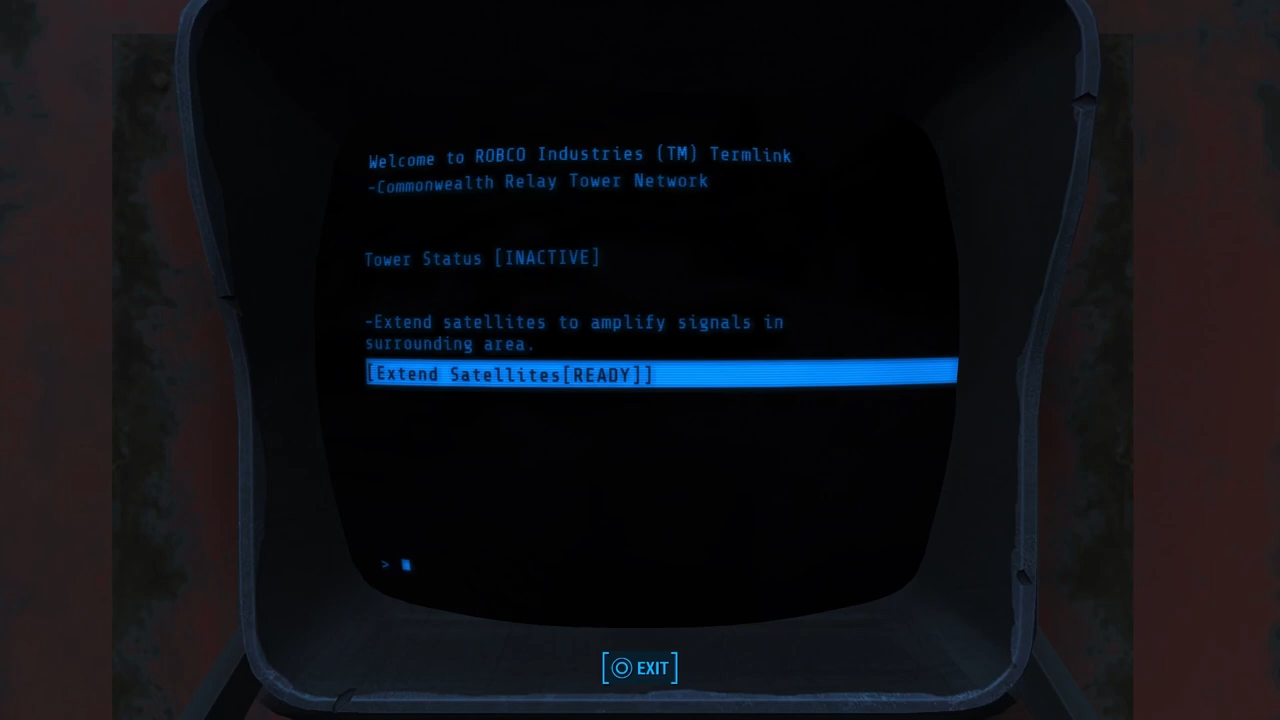 Welcome to ROBCO Industries (TM) Termlink
-Commonwealth Relay Tower Network
Tower Status [INACTIVE]
-Extend satellites to amplify signals in
surrounding area.
[Extend Satellites[READY]]
>
EXIT